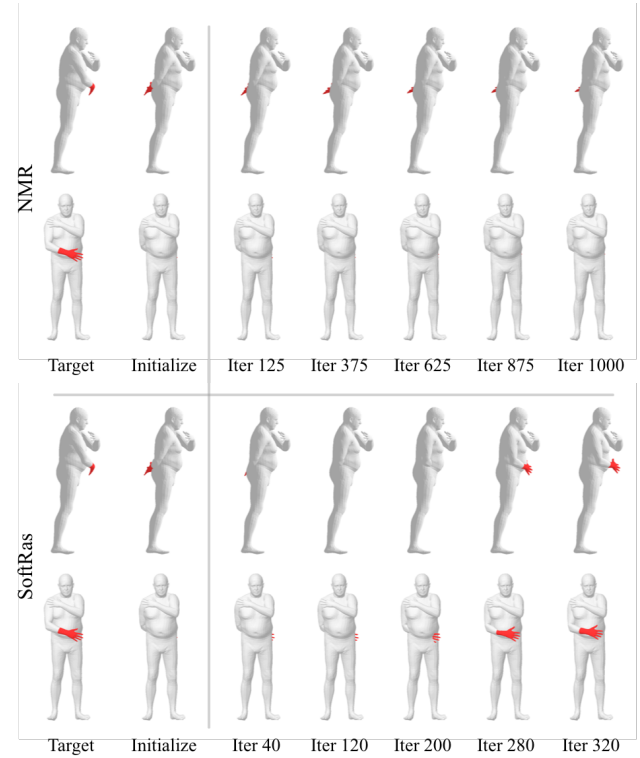 NMR
Target Initialize Iter 125 Iter 375 Iter 625 Iter 875 Iter 1000
SoftRas
Target Initialize Iter 40 Iter 120 Iter 200 Iter 280 Iter 320